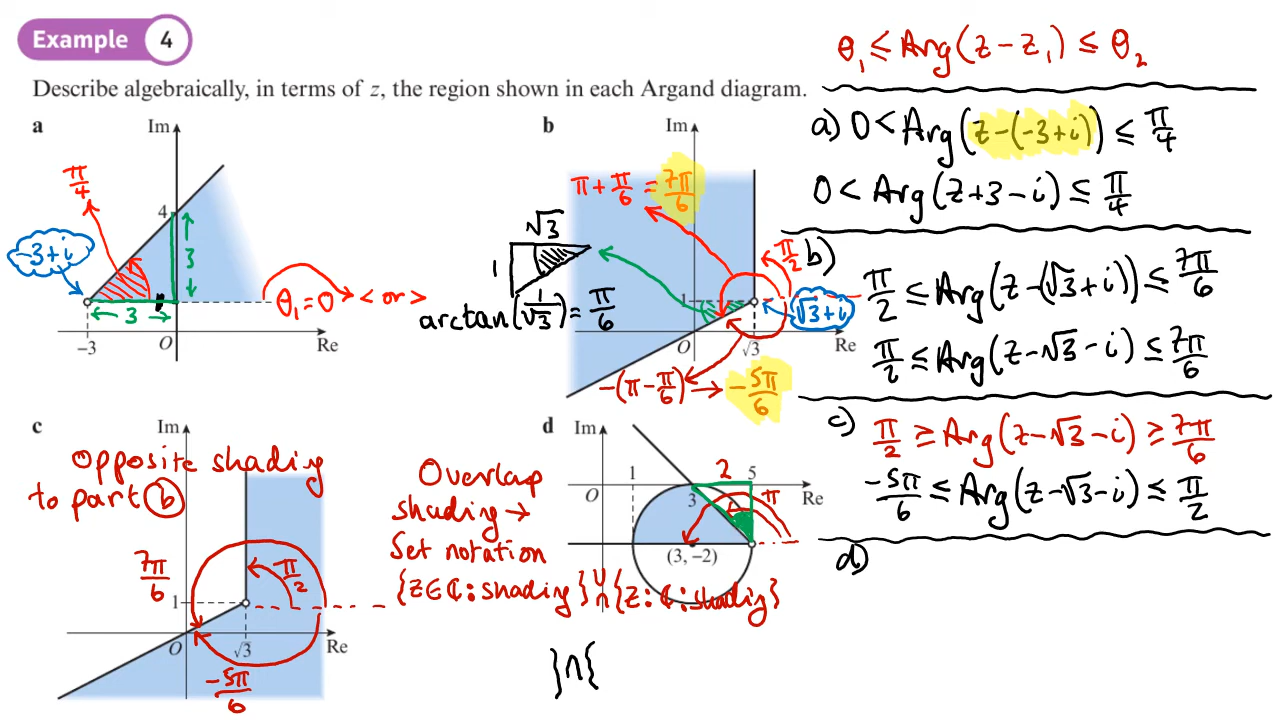 Example 4
Describe algebraically, in terms of z, the region shown in each Argand diagram.
θ₁ ≤ Arg(z − z₁) ≤ θ₂
a
Im
π/4
4
3
-3+i
3
θ₁ = 0 → < or >
−3
O
Re
b
Im
π + π/6 = 7π/6
√3
1
arctan(1/√3) = π/6
π/2
1
√3+i
O
√3
Re
-(π − π/6) → -5π/6
a) 0 < Arg(z−(−3+i)) ≤ π/4
0 < Arg(z+3−i) ≤ π/4
b)
π/2 ≤ Arg(z−(√3+i)) ≤ 7π/6
π/2 ≤ Arg(z−√3−i) ≤ 7π/6
c
Im
Opposite shading
to part b
7π/6
π/2
1
O
√3
Re
-5π/6
Overlap
shading →
Set notation
{z∈ℂ: shading}∩{z:ℂ:shadig}
∪
}∩{
d
Im
1
2
5
O
3
π
Re
(3, −2)
c) π/2 ≥ Arg(z−√3−i) ≥ 7π/6
-5π/6 ≤ Arg(z−√3−i) ≤ π/2
d)